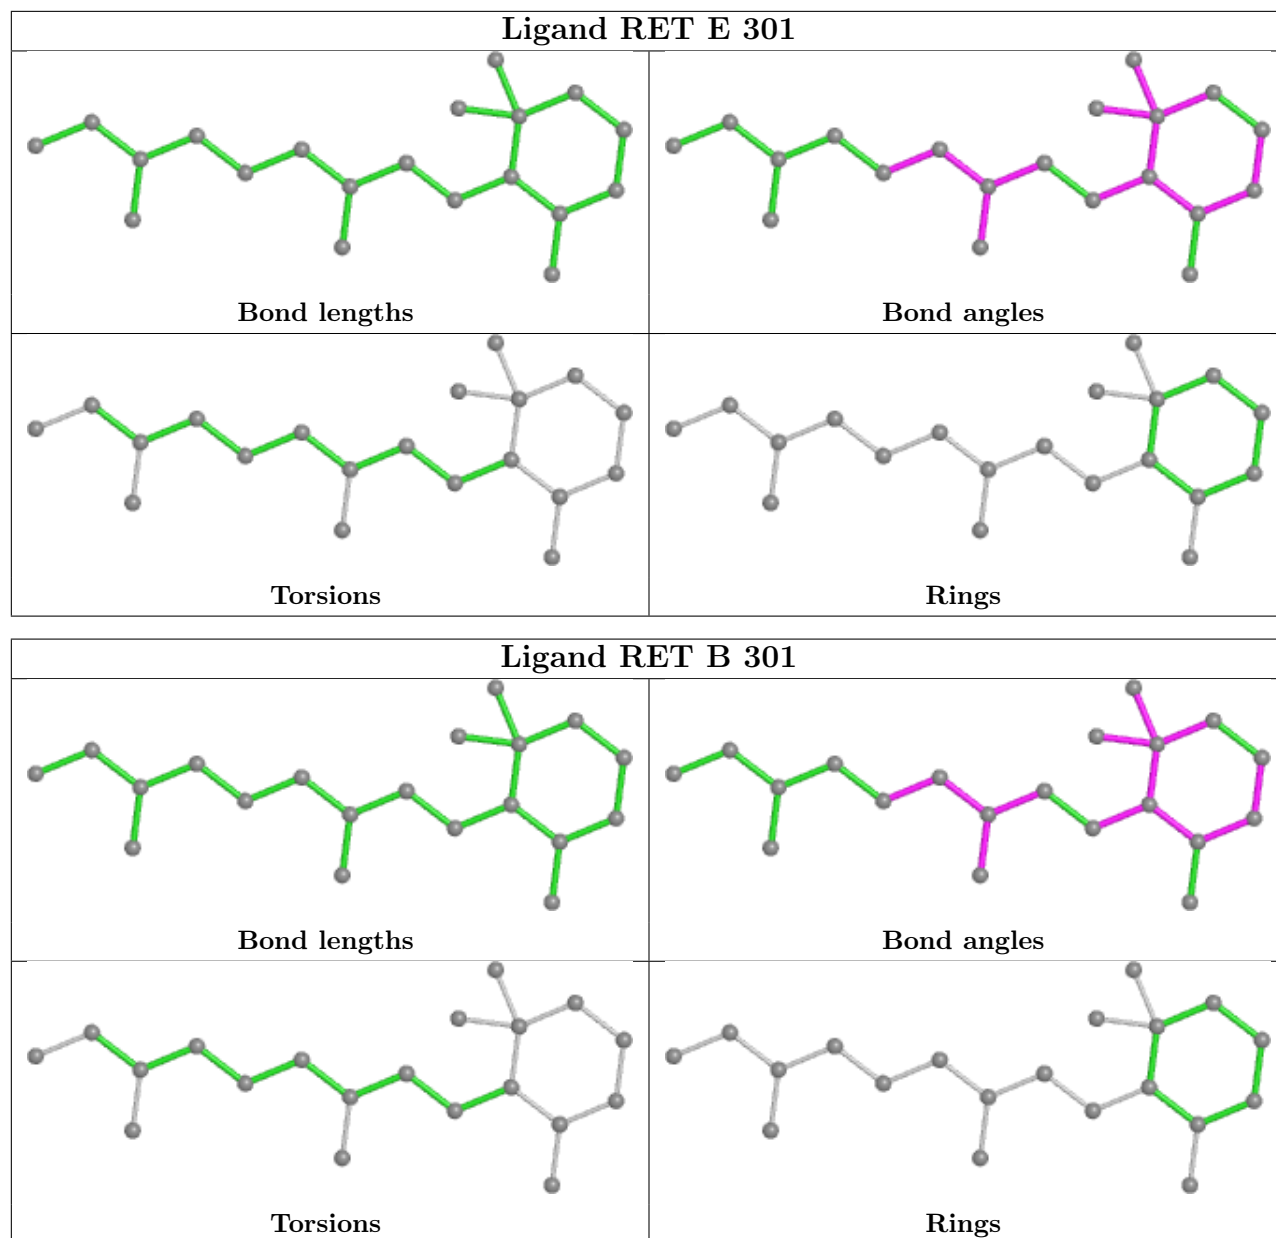 Ligand RET E 301
Bond lengths
Bond angles
Torsions
Rings
Ligand RET B 301
Bond lengths
Bond angles
Torsions
Rings